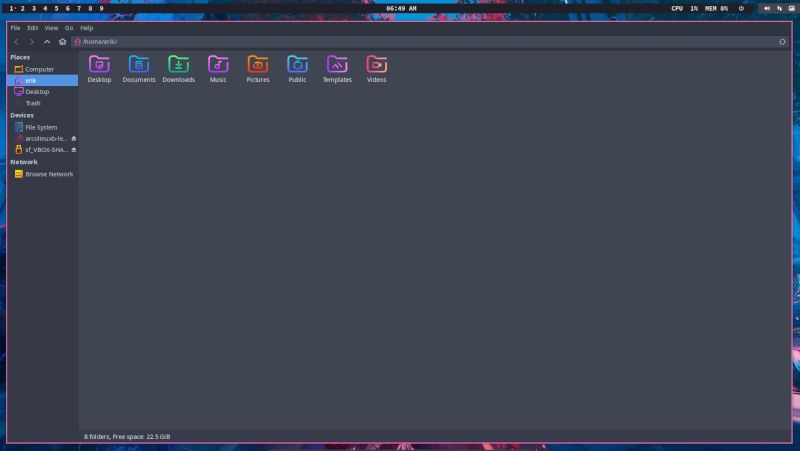 1· 2 3 4 5 6 7 8 9 06:49 AM CPU 1% MEM 8%
File Edit View Go Help
/home/erik/
Places
Computer
erik
Desktop
Trash
Devices
File System
arcolinuxb-le...
sf_VBOX-SHA...
Network
Browse Network
Desktop Documents Downloads Music Pictures Public Templates Videos
8 folders, Free space: 22.5 GiB